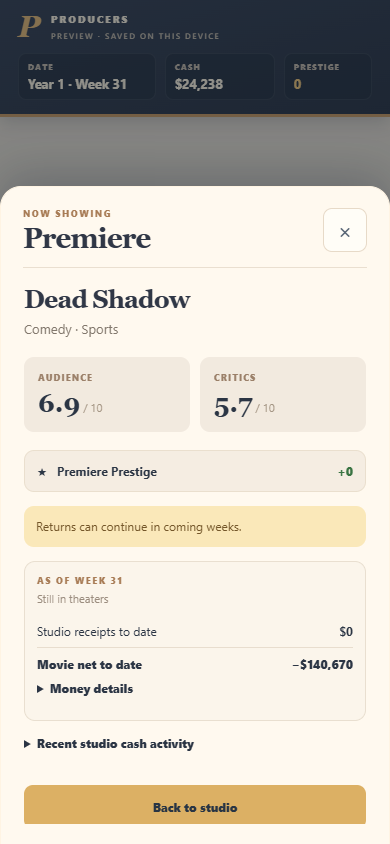 P PRODUCERS
PREVIEW · SAVED ON THIS DEVICE
DATE
Year 1 · Week 31
CASH
$24,238
PRESTIGE
0
NOW SHOWING
Premiere
×
Dead Shadow
Comedy · Sports
AUDIENCE
6.9 / 10
CRITICS
5.7 / 10
★ Premiere Prestige +0
Returns can continue in coming weeks.
AS OF WEEK 31
Still in theaters
Studio receipts to date $0
Movie net to date −$140,670
▶ Money details
▶ Recent studio cash activity
Back to studio